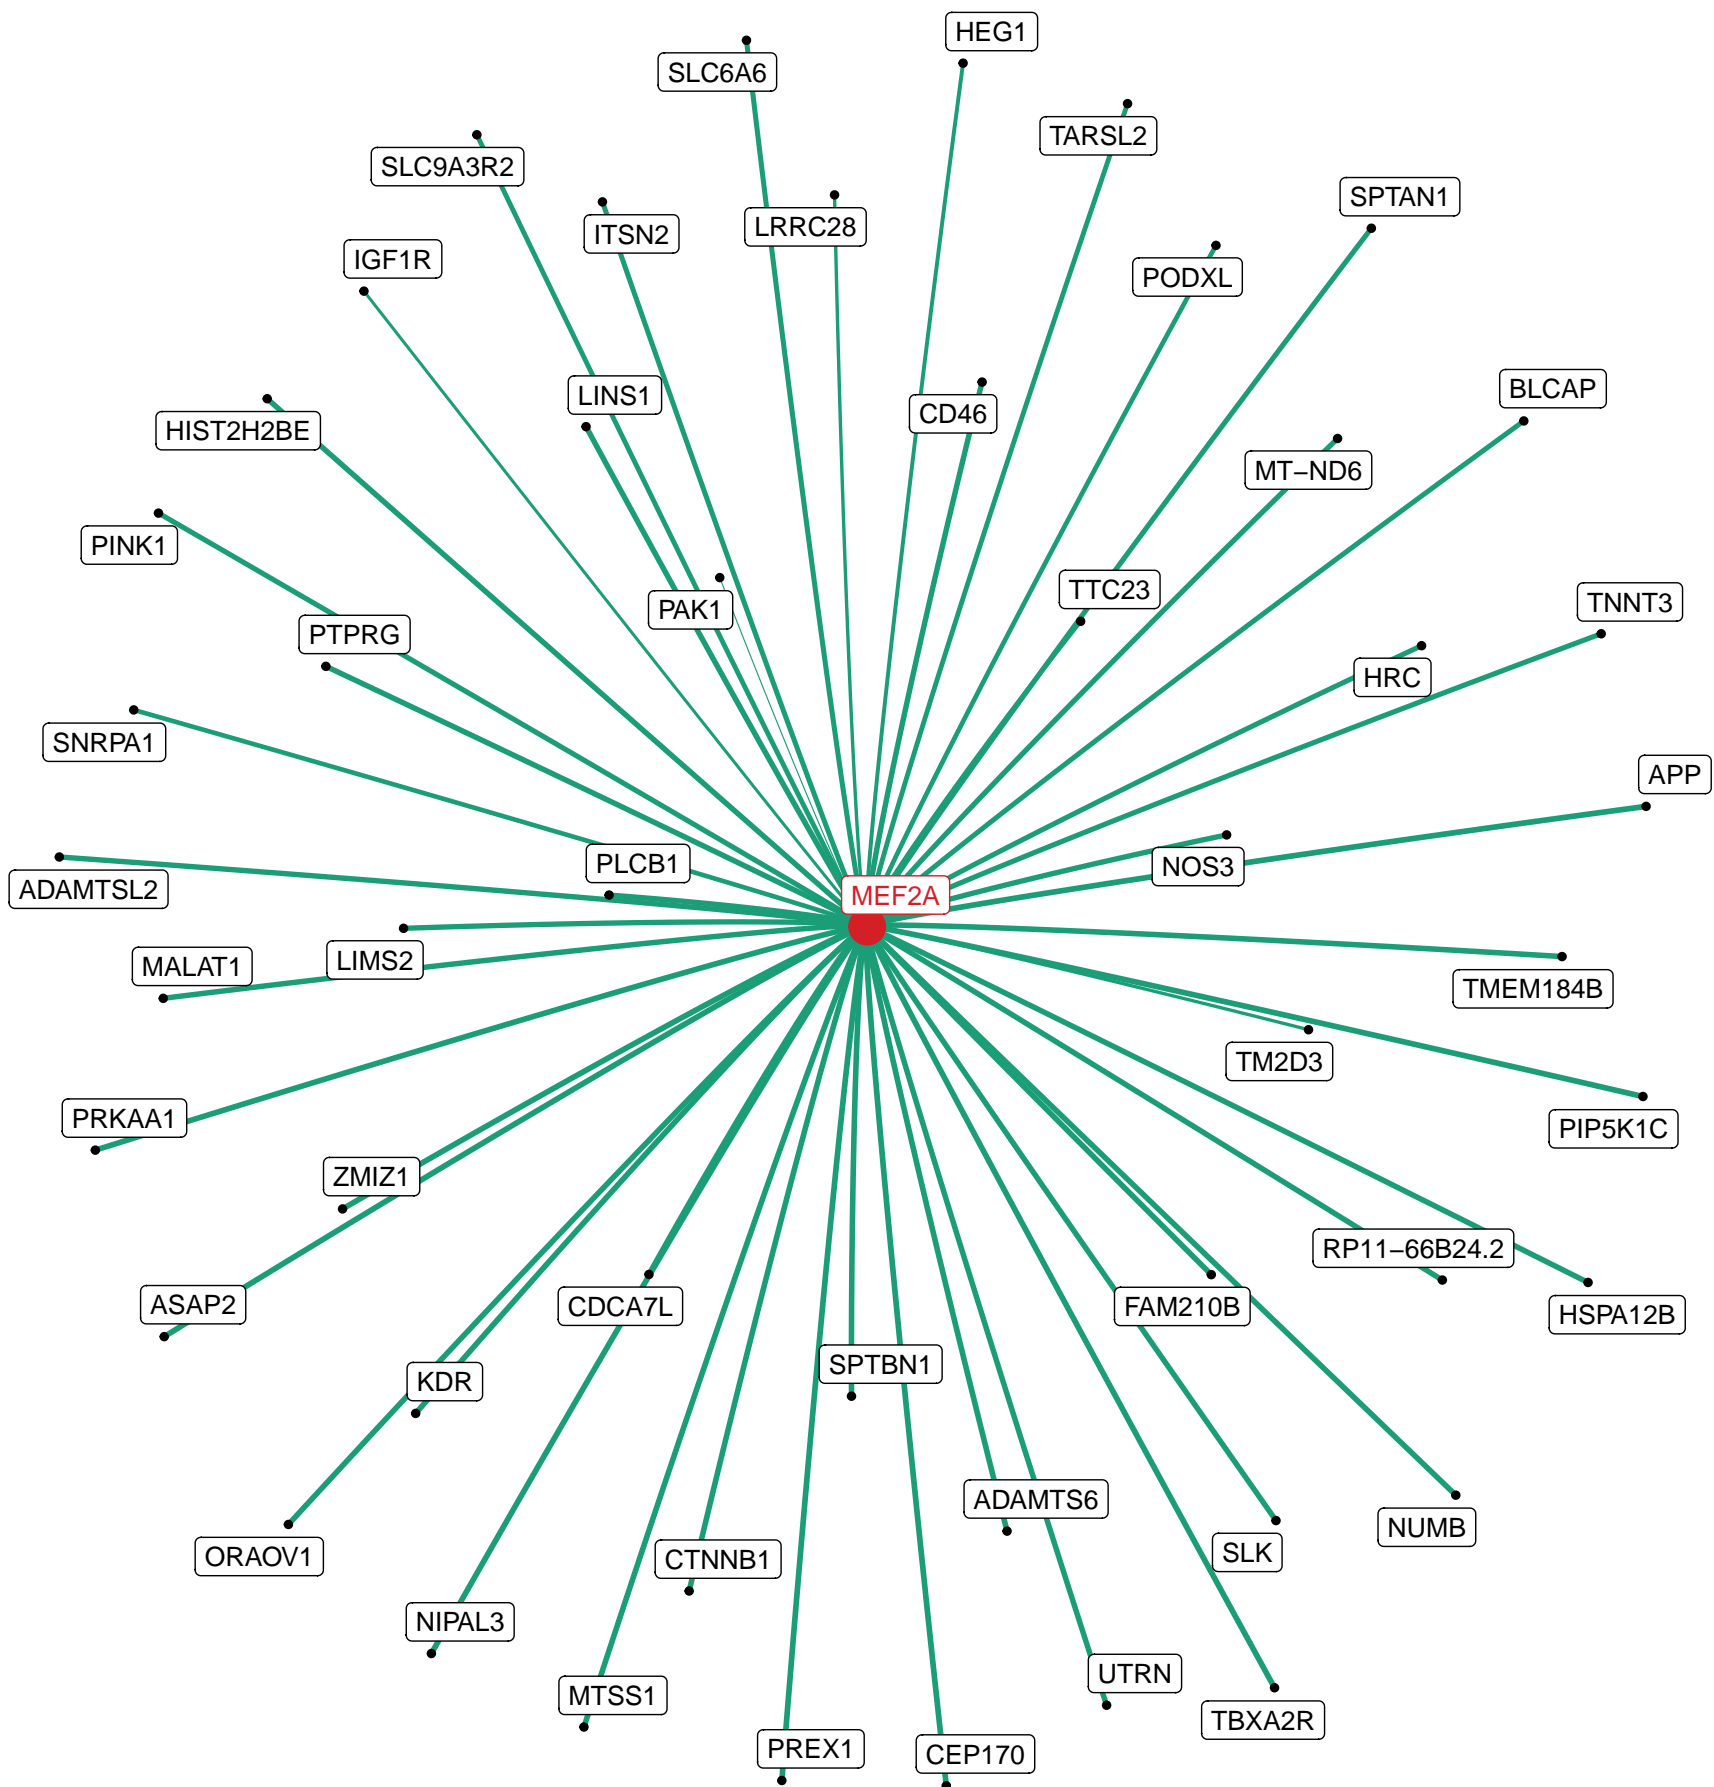 HEG1
SLC6A6
TARSL2
SLC9A3R2
SPTAN1
LRRC28
ITSN2
IGF1R
PODXL
BLCAP
LINS1
CD46
HIST2H2BE
MT−ND6
PINK1
TTC23
TNNT3
PAK1
PTPRG
HRC
SNRPA1
APP
PLCB1
NOS3
ADAMTSL2
MEF2A
LIMS2
MALAT1
TMEM184B
TM2D3
PRKAA1
PIP5K1C
ZMIZ1
RP11−66B24.2
ASAP2
CDCA7L
FAM210B
HSPA12B
SPTBN1
KDR
ADAMTS6
NUMB
SLK
ORAOV1
CTNNB1
NIPAL3
UTRN
MTSS1
TBXA2R
PREX1
CEP170